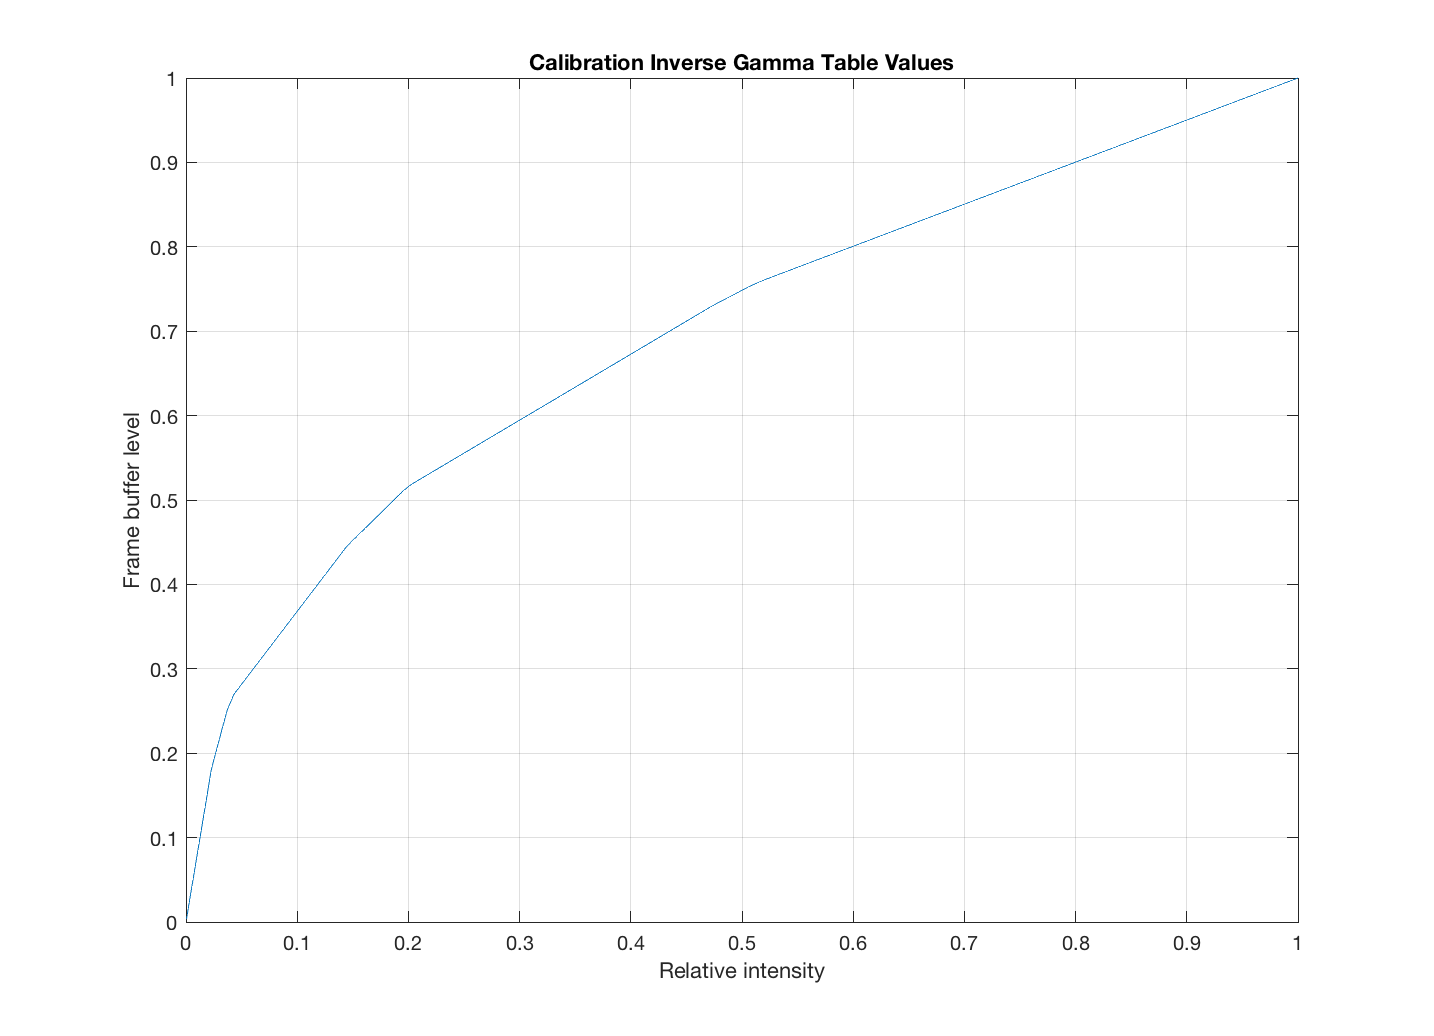 Calibration Inverse Gamma Table Values
1
0.9
0.8
0.7
0.6
0.5
0.4
0.3
0.2
0.1
0
Frame buffer level
0 0.1 0.2 0.3 0.4 0.5 0.6 0.7 0.8 0.9 1
Relative intensity